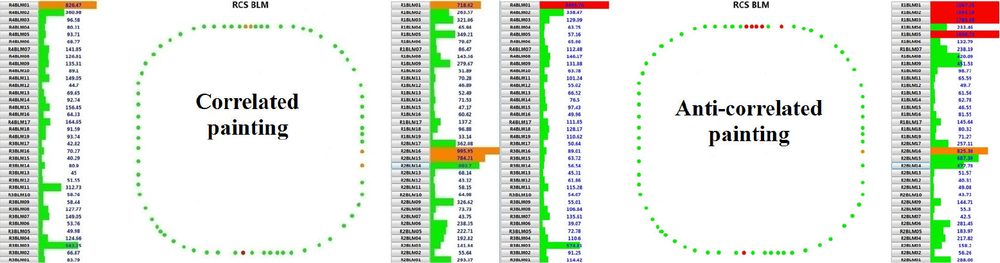 R4BLM01 826.47
R4BLM02 360.98
R4BLM03 96.58
R4BLM04 80.31
R4BLM05 93.71
R4BLM06 68.77
R4BLM07 141.85
R4BLM08 126.81
R4BLM09 135.31
R4BLM10 89.1
R4BLM11 149.05
R4BLM12 44.7
R4BLM13 69.65
R4BLM14 92.74
R4BLM15 156.45
R4BLM16 64.33
R4BLM17 164.65
R4BLM18 91.59
R4BLM19 93.74
R3BLM17 42.82
R3BLM16 70.27
R3BLM15 40.29
R3BLM14 80.9
R3BLM13 45
R3BLM12 51.55
R3BLM11 312.73
R3BLM10 58.76
R3BLM09 58.44
R3BLM08 127.77
R3BLM07 149.05
R3BLM06 53.76
R3BLM05 49.98
R3BLM04 124.66
R3BLM03 563.25
R3BLM02 66.87
R3BLM01 83.79
RCS BLM
Correlated
painting
R1BLM01 718.02
R1BLM02 263.57
R1BLM03 321.06
R1BLM04 65.94
R1BLM05 349.21
R1BLM06 79.67
R1BLM07 86.47
R1BLM08 143.56
R1BLM09 279.67
R1BLM10 51.89
R1BLM11 70.28
R1BLM12 46.89
R1BLM13 52.49
R1BLM14 71.53
R1BLM15 47.17
R1BLM16 60.62
R1BLM17 137.2
R1BLM18 96.88
R1BLM19 33.14
R2BLM17 362.08
R2BLM16 995.95
R2BLM15 784.21
R2BLM14 693.7
R2BLM13 68.14
R2BLM12 43.12
R2BLM11 58.15
R2BLM10 64.98
R2BLM09 326.62
R2BLM08 73.73
R2BLM07 43.75
R2BLM06 238.35
R2BLM05 222.71
R2BLM04 192.82
R2BLM03 141.94
R2BLM02 55.64
R2BLM01 293.37
R4BLM01 4495.76
R4BLM02 338.47
R4BLM03 129.09
R4BLM04 63.75
R4BLM05 57.16
R4BLM06 65.96
R4BLM07 112.48
R4BLM08 146.17
R4BLM09 131.88
R4BLM10 63.78
R4BLM11 101.24
R4BLM12 55.02
R4BLM13 66.52
R4BLM14 76.5
R4BLM15 97.43
R4BLM16 49.96
R4BLM17 111.85
R4BLM18 128.17
R4BLM19 110.62
R3BLM17 50.64
R3BLM16 89.01
R3BLM15 63.72
R3BLM14 56.54
R3BLM13 45.31
R3BLM12 61.86
R3BLM11 115.28
R3BLM10 54.07
R3BLM09 55.01
R3BLM08 106.84
R3BLM07 135.61
R3BLM06 39.07
R3BLM05 72.78
R3BLM04 110.6
R3BLM03 574.81
R3BLM02 91.25
R3BLM01 114.42
RCS BLM
Anti-correlated
painting
R1BLM01
R1BLM02
R1BLM03
R1BLM04 233.46
R1BLM05
R1BLM06 132.79
R1BLM07 238.19
R1BLM08 420.09
R1BLM09 451.53
R1BLM10 98.77
R1BLM11 65.59
R1BLM12 49.7
R1BLM13 61.56
R1BLM14 62.78
R1BLM15 46.55
R1BLM16 81.55
R1BLM17 145.64
R1BLM18 80.32
R1BLM19 71.27
R2BLM17 257.11
R2BLM16 825.38
R2BLM15 687.39
R2BLM14 477.78
R2BLM13 51.57
R2BLM12 40.31
R2BLM11 49.08
R2BLM10 43.73
R2BLM09 144.71
R2BLM08 55.3
R2BLM07 42.5
R2BLM06 281.45
R2BLM05 183.97
R2BLM04 217.82
R2BLM03 158.2
R2BLM02 56.26
R2BLM01 288.06